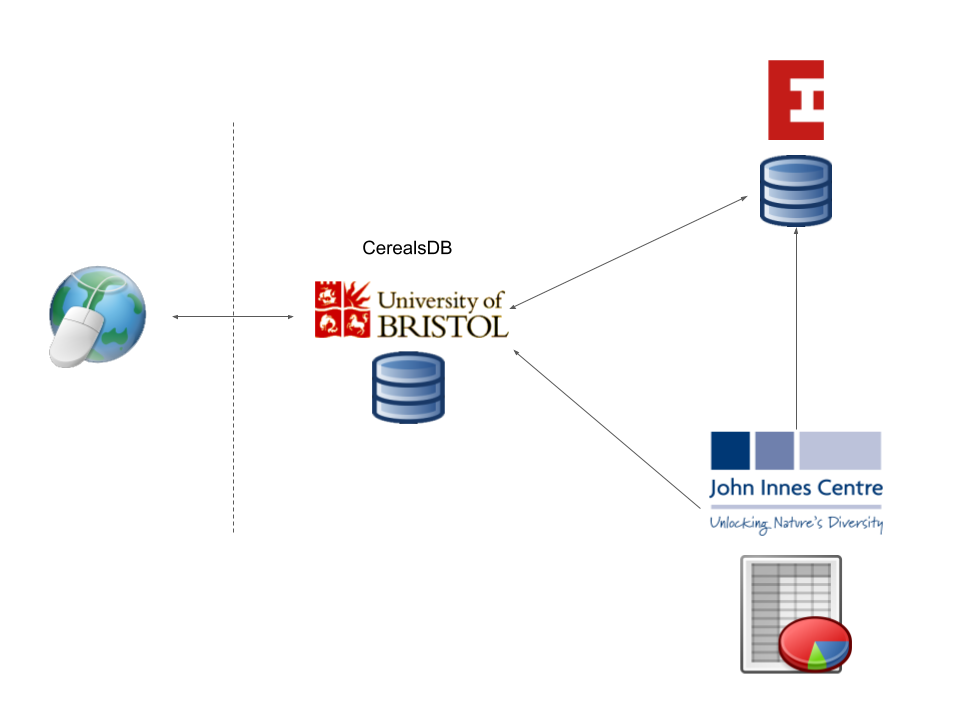 CerealsDB
University of
BRISTOL
John Innes Centre
Unlocking Nature's Diversity